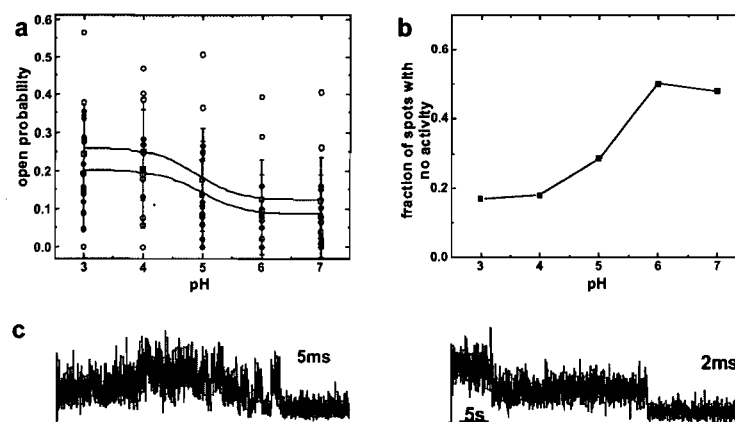 a
0.6
0.5
0.4
0.3
0.2
0.1
0.0
open probability
3 4 5 6 7
pH
b
0.6
0.4
0.2
0.0
fraction of spots with
no activity
3 4 5 6 7
pH
c
5ms
2ms
5s